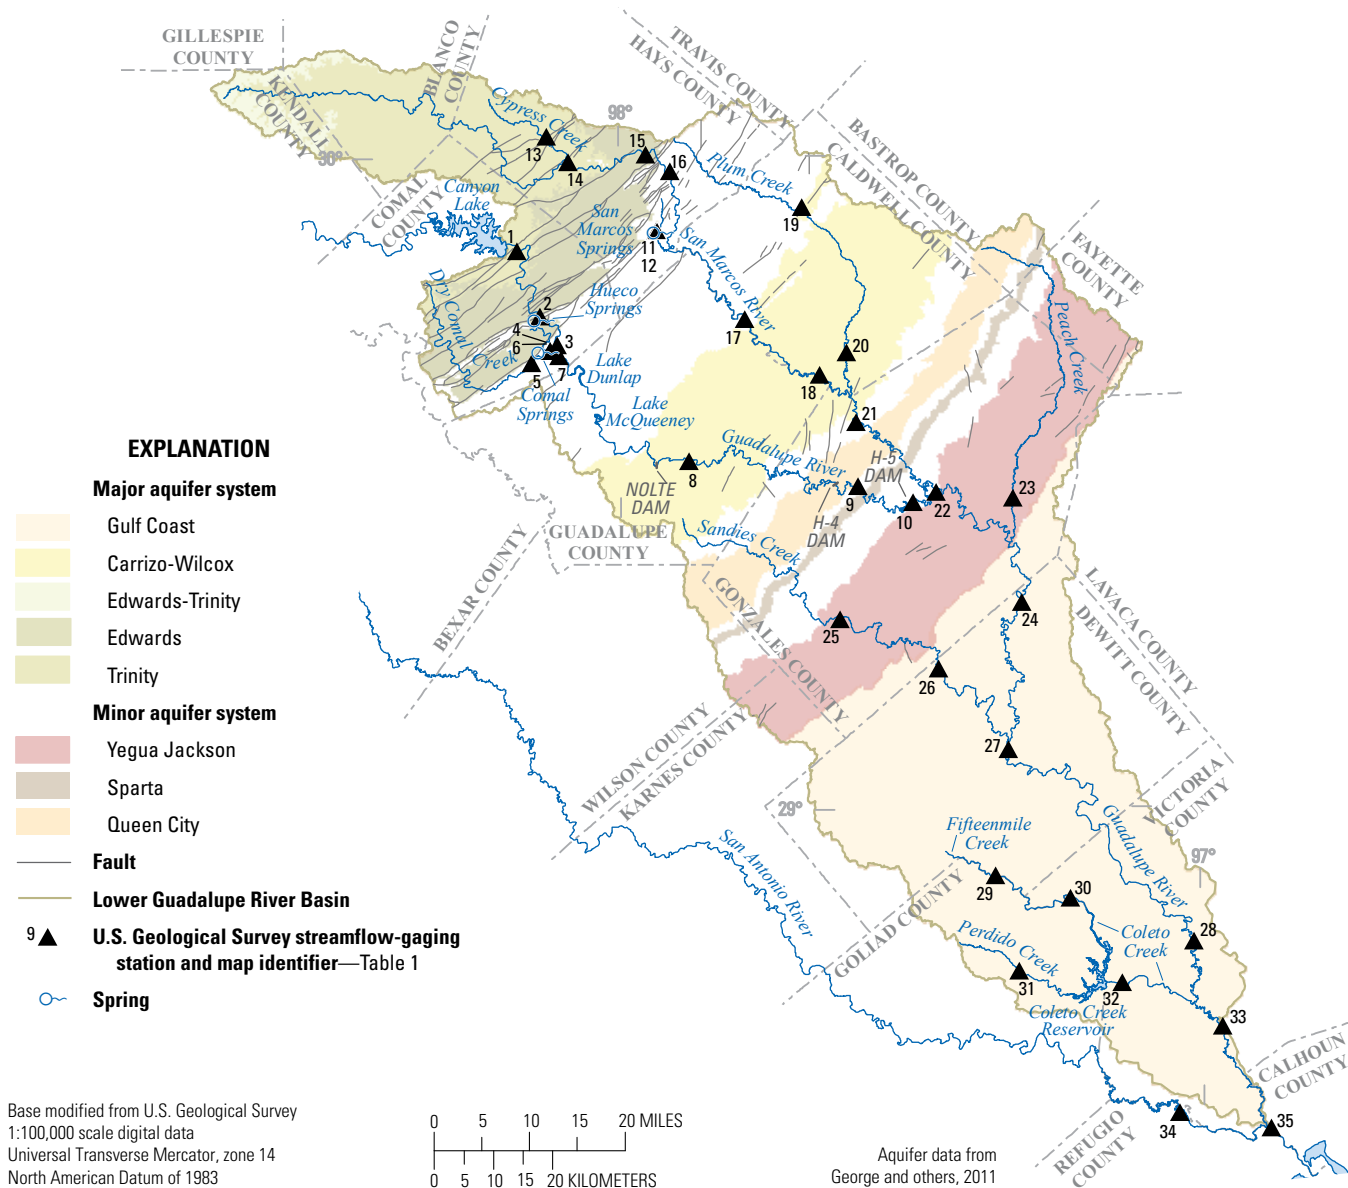 GILLESPIE
COUNTY
BLANCO
COUNTY
TRAVIS COUNTY
HAYS COUNTY
KENDALL
COUNTY
Cypress Creek
98°
30°
13
14
15
16
Plum Creek
BASTROP COUNTY
CALDWELL COUNTY
COMAL
COUNTY
Canyon
Lake
San
Marcos
Springs
19
11
12
San Marcos River
FAYETTE
COUNTY
1
Dry Comal
Creek
2
Hueco
Springs
4
6
3
5
7
Comal
Springs
Lake
Dunlap
Lake
McQueeney
17
18
20
21
Peach Creek
Guadalupe River
8
NOLTE
DAM
H-5
DAM
9
H-4
DAM
10
22
23
GUADALUPE
COUNTY
Sandies Creek
BEXAR COUNTY
GONZALES COUNTY
24
25
26
LAVACA COUNTY
DEWITT COUNTY
WILSON COUNTY
KARNES COUNTY
27
29°
VICTORIA
COUNTY
San Antonio River
Fifteenmile
Creek
Guadalupe River
97°
29
30
GOLIAD COUNTY
Coleto
Creek
28
Perdido Creek
31
32
Coleto Creek
Reservoir
33
CALHOUN
COUNTY
34
35
REFUGIO
COUNTY
EXPLANATION
Major aquifer system
Gulf Coast
Carrizo-Wilcox
Edwards-Trinity
Edwards
Trinity
Minor aquifer system
Yegua Jackson
Sparta
Queen City
Fault
Lower Guadalupe River Basin
9 U.S. Geological Survey streamflow-gaging
station and map identifier—Table 1
Spring
Base modified from U.S. Geological Survey
1:100,000 scale digital data
Universal Transverse Mercator, zone 14
North American Datum of 1983
0 5 10 15 20 MILES
0 5 10 15 20 KILOMETERS
Aquifer data from
George and others, 2011